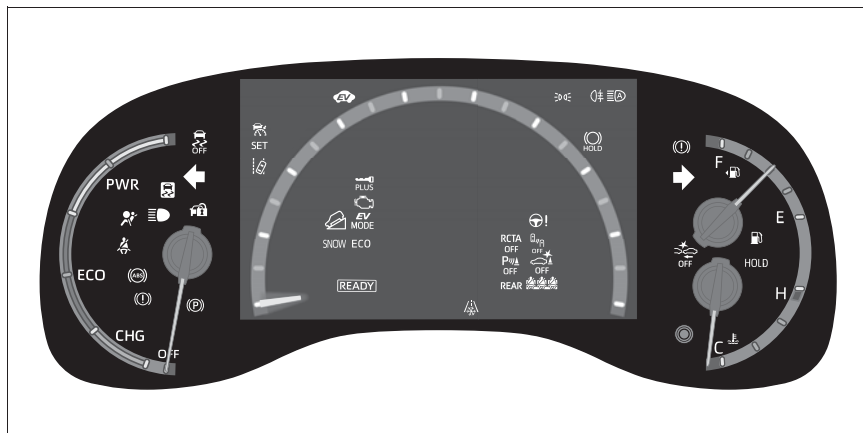 EV
OFF
SET
HOLD
F
PWR
PLUS
EV
MODE
E
SNOW ECO
RCTA
OFF
OFF
OFF
HOLD
ECO
ABS
P
OFF
OFF
READY
REAR
H
P
CHG
OFF
C
A